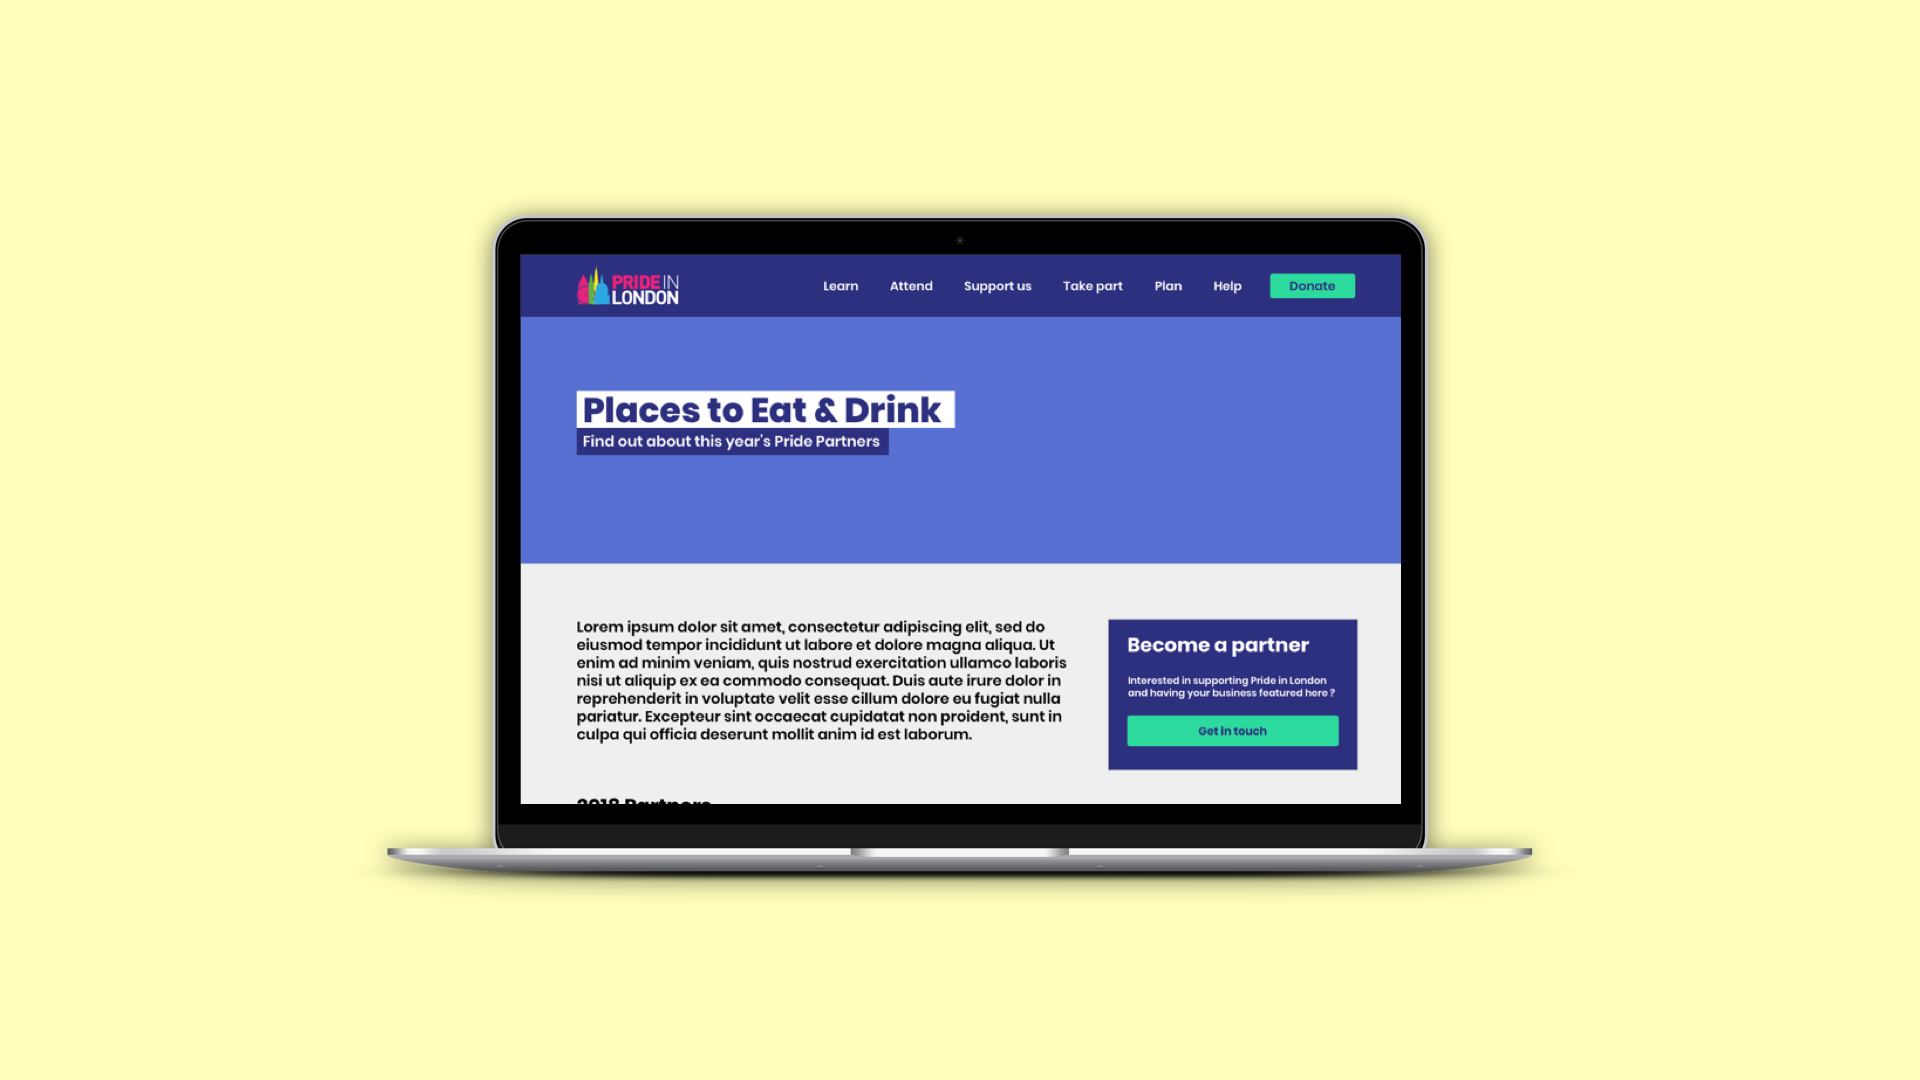 PRIDE IN
LONDON
Learn
Attend
Support us
Take part
Plan
Help
Donate
Places to Eat & Drink
Find out about this year's Pride Partners
Lorem ipsum dolor sit amet, consectetur adipiscing elit, sed do
eiusmod tempor incididunt ut labore et dolore magna aliqua. Ut
enim ad minim veniam, quis nostrud exercitation ullamco laboris
nisi ut aliquip ex ea commodo consequat. Duis aute irure dolor in
reprehenderit in voluptate velit esse cillum dolore eu fugiat nulla
pariatur. Excepteur sint occaecat cupidatat non proident, sunt in
culpa qui officia deserunt mollit anim id est laborum.
Become a partner
Interested in supporting Pride in London
and having your business featured here ?
Get in touch
2018 Partners